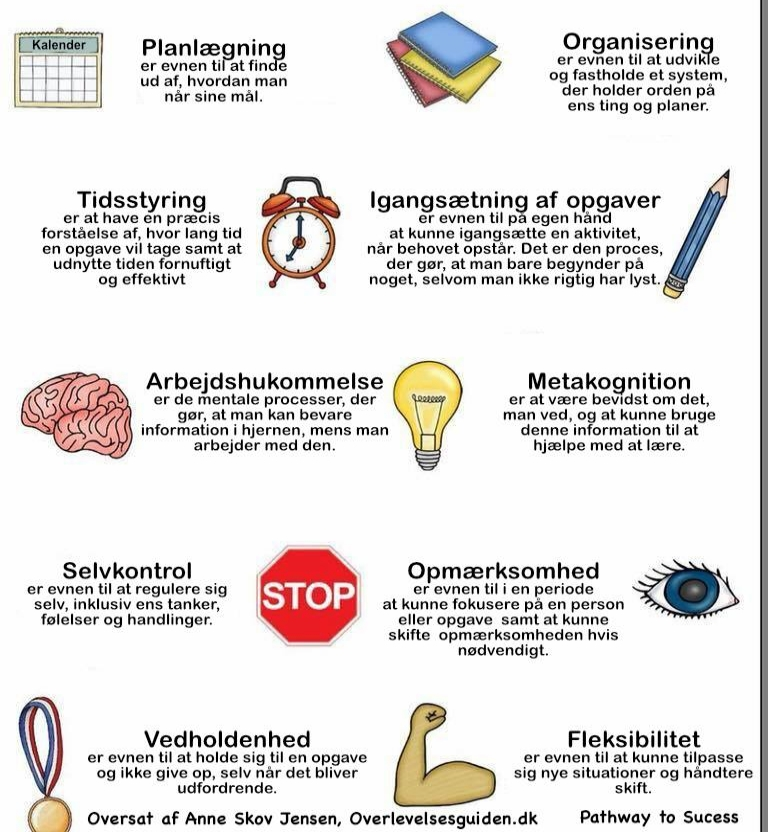 Kalender
Planlægning
er evnen til at finde
ud af, hvordan man
når sine mål.
Organisering
er evnen til at udvikle
og fastholde et system,
der holder orden på
ens ting og planer.
Tidsstyring
er at have en præcis
forståelse af, hvor lang tid
en opgave vil tage samt at
udnytte tiden fornuftigt
og effektivt
Igangsætning af opgaver
er evnen til på egen hånd
at kunne igangsætte en aktivitet,
når behovet opstår. Det er den proces,
der gør, at man bare begynder på
noget, selvom man ikke rigtig har lyst.
Arbejdshukommelse
er de mentale processer, der
gør, at man kan bevare
information i hjernen, mens man
arbejder med den.
Metakognition
er at være bevidst om det,
man ved, og at kunne bruge
denne information til at
hjælpe med at lære.
Selvkontrol
er evnen til at regulere sig
selv, inklusiv ens tanker,
følelser og handlinger.
STOP
Opmærksomhed
er evnen til i en periode
at kunne fokusere på en person
eller opgave samt at kunne
skifte opmærksomheden hvis
nødvendigt.
Vedholdenhed
er evnen til at holde sig til en opgave
og ikke give op, selv når det bliver
udfordrende.
Fleksibilitet
er evnen til at kunne tilpasse
sig nye situationer og håndtere
skift.
Oversat af Anne Skov Jensen, Overlevelsesguiden.dk
Pathway to Sucess